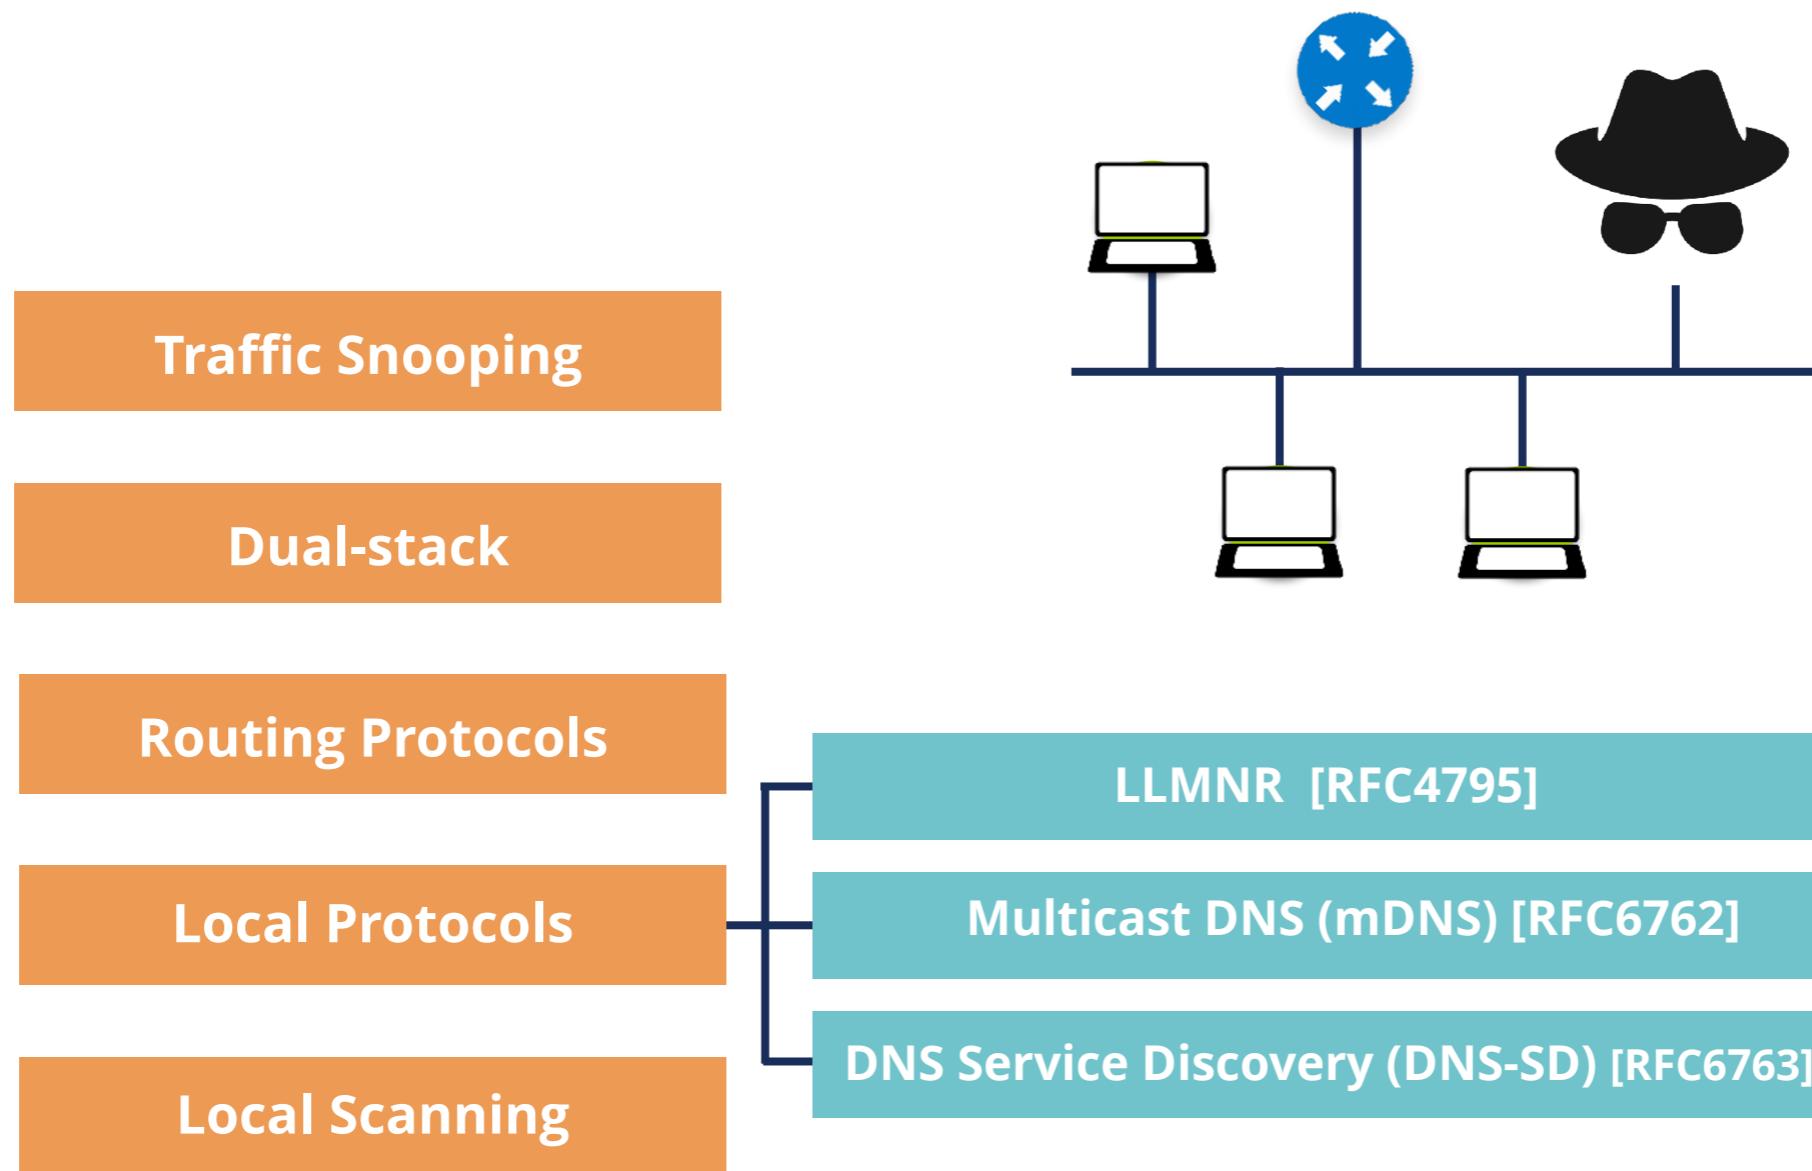 Traffic Snooping
Dual-stack
Routing Protocols
Local Protocols
Local Scanning
LLMNR [RFC4795]
Multicast DNS (mDNS) [RFC6762]
DNS Service Discovery (DNS-SD) [RFC6763]